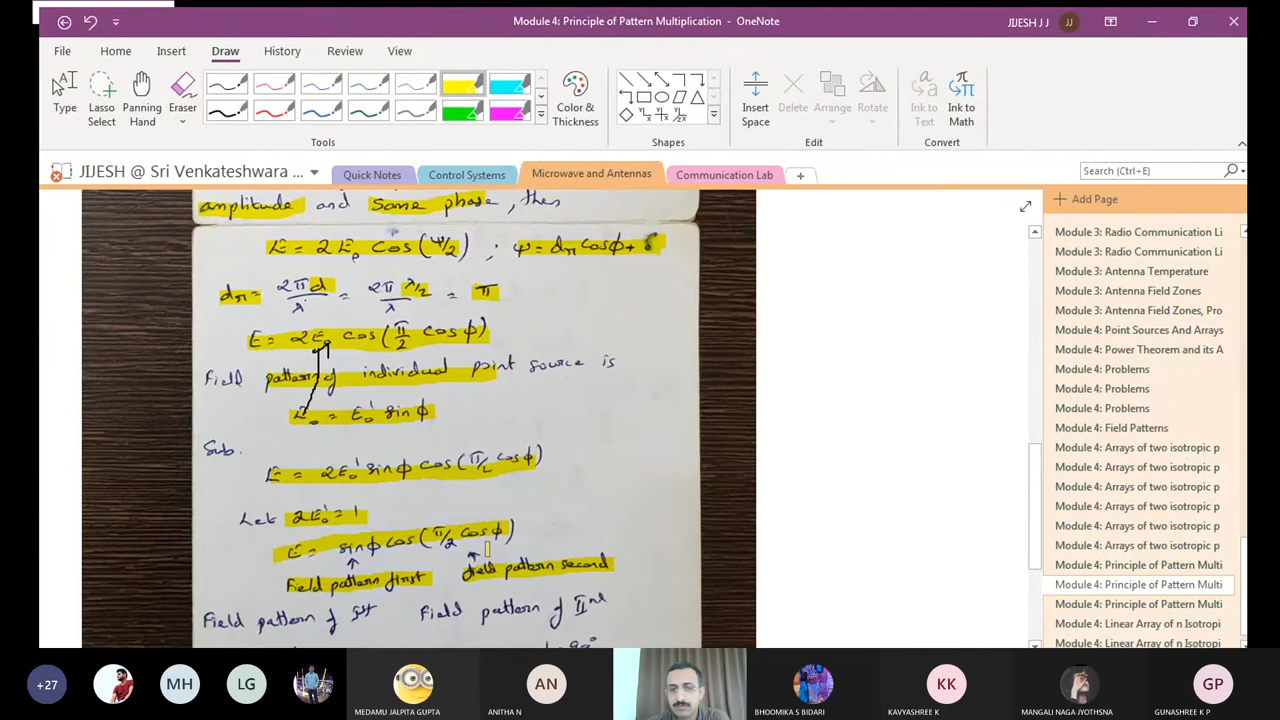 Module 4: Principle of Pattern Multiplication - OneNote
JIJESH J J
JJ
File Home Insert Draw History Review View
Type
Lasso Select
Panning Hand
Eraser
Color & Thickness
Insert Space
Delete
Arrange
Rotate
Ink to Text
Ink to Math
Tools
Shapes
Edit
Convert
JIJESH @ Sri Venkateshwara ...
Quick Notes
Control Systems
Microwave and Antennas
Communication Lab
Search (Ctrl+E)
Add Page
amplitude and same phase, then
E = 2 E₀ cos(ψ/2) ; ψ = dπ cosϕ + δ
dπ = 2πd/λ = 2π/λ λ/2 = π
E = 2E₀ cos(π/2 cos ϕ)
Field pattern of individual point source is
E₀ = E₀' sin ϕ
Sub.
E = 2E₀' sin ϕ cos(π/2 cosϕ)
Let 2E₀' = 1
E = sinϕ cos(π/2 cosϕ)
Field pattern first field pattern second
Field pattern of Ist Field pattern of IInd
Module 3: Radio Communication Li
Module 3: Antenna Temperature
Module 3: Antenna Field Zones
Module 3: Antenna Field Zones, Pro
Module 4: Point Sources And Arrays
Module 4: Power Theorem and its A
Module 4: Problems
Module 4: Problems
Module 4: Problems
Module 4: Field Patterns
Module 4: Arrays of two isotropic p
Module 4: Arrays of two isotropic p
Module 4: Arrays of two isotropic p
Module 4: Arrays of two isotropic p
Module 4: Arrays of two isotropic p
Module 4: Arrays of two isotropic p
Module 4: Principle of Pattern Multi
Module 4: Principle of Pattern Multi
Module 4: Principle of Pattern Multi
Module 4: Linear Array of n Isotropi
Module 4: Linear Array of n Isotropi
+27
MH
LG
MEDAMU JALPITA GUPTA
AN
ANITHA N
BHOOMIKA S BIDARI
KK
KAVYASHREE K
MANGALI NAGA JYOTHSNA
GP
GUNASHREE K P